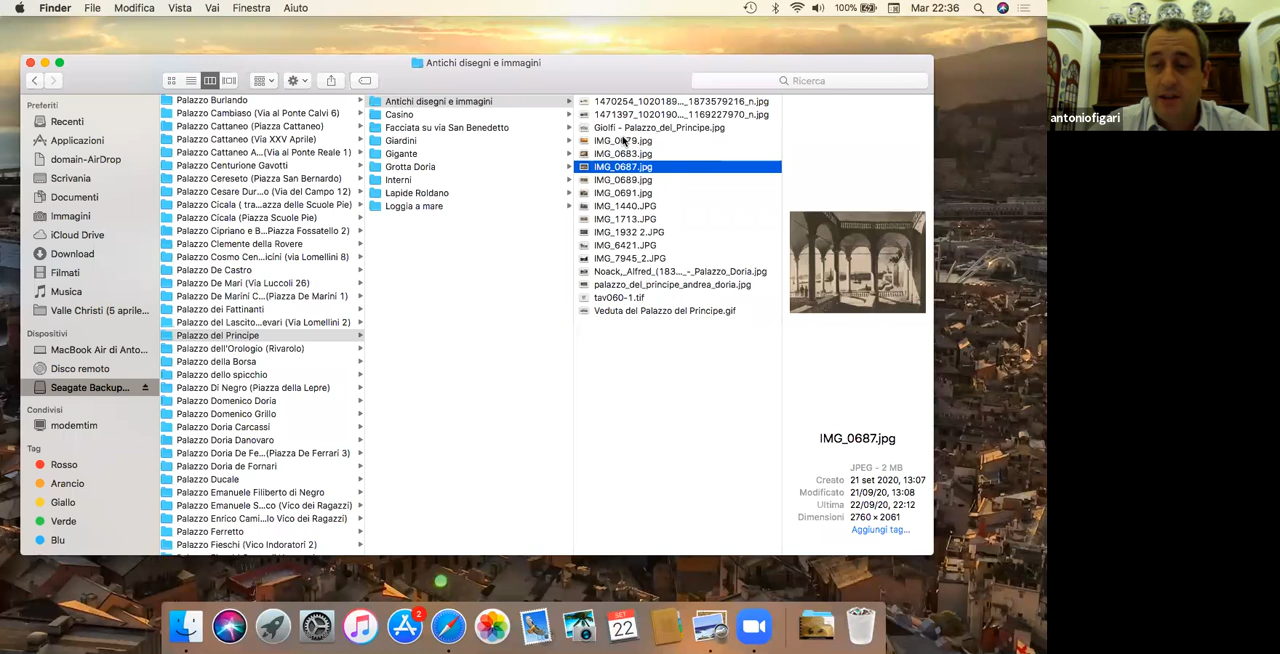 Finder File Modifica Vista Vai Finestra Aiuto 100% Mar 22:36
Antichi disegni e immagini
Ricerca
Preferiti
Recenti
Applicazioni
domain-AirDrop
Scrivania
Documenti
Immagini
iCloud Drive
Download
Filmati
Musica
Valle Christi (5 aprile...
Dispositivi
MacBook Air di Anto...
Disco remoto
Seagate Backup...
Condivisi
modemtim
Tag
Rosso
Arancio
Giallo
Verde
Blu
Palazzo Burlando
Palazzo Cambiaso (Via al Ponte Calvi 6)
Palazzo Cattaneo (Piazza Cattaneo)
Palazzo Cattaneo (Via XXV Aprile)
Palazzo Cattaneo A...(Via al Ponte Reale 1)
Palazzo Centurione Gavotti
Palazzo Cereseto (Piazza San Bernardo)
Palazzo Cesare Dur...o (Via del Campo 12)
Palazzo Cicala ( tra...azza delle Scuole Pie)
Palazzo Cicala (Piazza Scuole Pie)
Palazzo Cipriano e B...o (Piazza Fossatello 2)
Palazzo Clemente della Rovere
Palazzo Cosmo Cen...icini (via Lomellini 8)
Palazzo De Castro
Palazzo De Mari (Via Luccoli 26)
Palazzo De Marini C...(Piazza De Marini 1)
Palazzo dei Fattinanti
Palazzo del Lascito...evari (Via Lomellini 2)
Palazzo del Principe
Palazzo dell'Orologio (Rivarolo)
Palazzo della Borsa
Palazzo dello spicchio
Palazzo Di Negro (Piazza della Lepre)
Palazzo Domenico Doria
Palazzo Domenico Grillo
Palazzo Doria Carcassi
Palazzo Doria Danovaro
Palazzo Doria De Fe...(Piazza De Ferrari 3)
Palazzo Doria de Fornari
Palazzo Ducale
Palazzo Emanuele Filiberto di Negro
Palazzo Emanuele S...o (Vico dei Ragazzi)
Palazzo Enrico Cami...lo Vico dei Ragazzi)
Palazzo Ferretto
Palazzo Fieschi (Vico Indoratori 2)
Antichi disegni e immagini
Casino
Facciata su via San Benedetto
Giardini
Gigante
Grotta Doria
Interni
Lapide Roldano
Loggia a mare
1470254_1020189..._1873579216_n.jpg
1471397_1020190..._1169227970_n.jpg
Giolfi - Palazzo_del_Principe.jpg
IMG_0683.jpg
IMG_0687.jpg
IMG_0689.jpg
IMG_0691.jpg
IMG_1440.JPG
IMG_1713.JPG
IMG_1932 2.JPG
IMG_6421.JPG
IMG_7945_2.JPG
Noack,_Alfred_(183..._-_Palazzo_Doria.jpg
palazzo_del_principe_andrea_doria.jpg
tav060-1.tif
Veduta del Palazzo del Principe.gif
IMG_0687.jpg
JPEG - 2 MB
Creato 21 set 2020, 13:07
Modificato 21/09/20, 13:08
Ultima 22/09/20, 22:12
Dimensioni 2760 × 2061
Aggiungi tag...
antoniofigari
2
SET
22